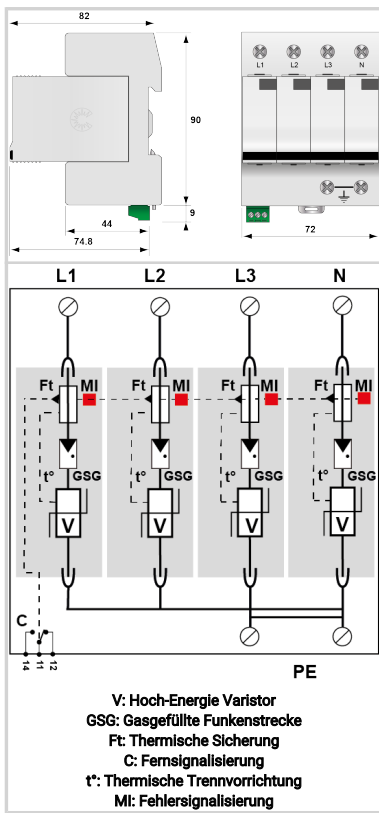 82
90
44
9
74.8
L1 L2 L3 N
72
L1 L2 L3 N
Ft MI Ft MI Ft MI Ft MI
t° GSG t° GSG t° GSG t° GSG
V V V V
C
14 11 12
PE
V: Hoch-Energie Varistor
GSG: Gasgefüllte Funkenstrecke
Ft: Thermische Sicherung
C: Fernsignalisierung
t°: Thermische Trennvorrichtung
MI: Fehlersignalisierung